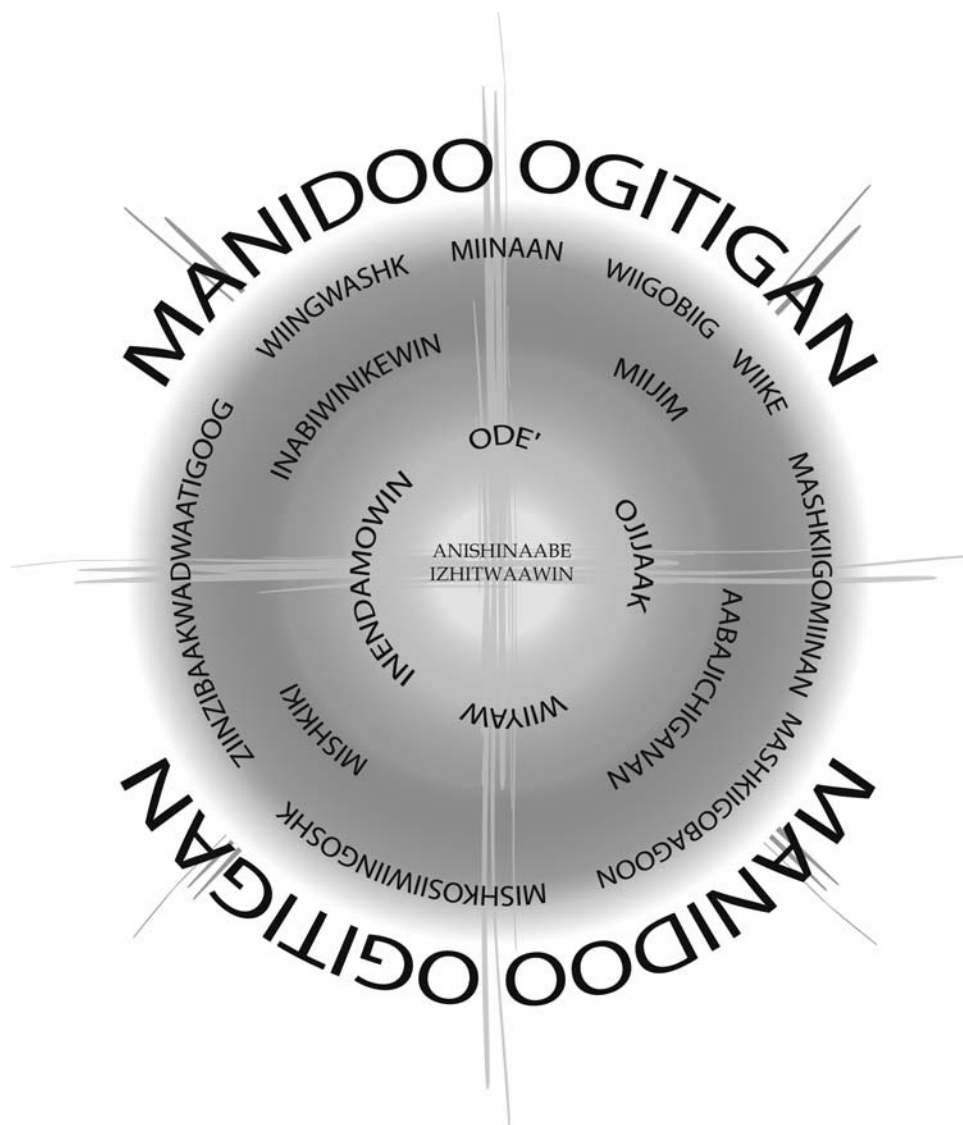 MANIDOO OGITIGAN
MIINAAN
WIIGOBIIG
WIIKE
MASHKIIGOMIINAN
MASHKIIGOBAGOON
MISHKOSIIWIINGOSHK
ZIINZIBAAKWADWAATIGOOG
WIINGWASHK
INABIWINIKEWIN
MIIJIM
AABAJICHIGANAN
MISHKIKI
ODE'
OJIJAAK
WIIYAW
INENDAMOWIN
ANISHINAABE
IZHITWAAWIN
MANIDOO OGITIGAN